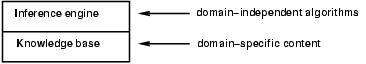 Inference engine
domain–independent algorithms
Knowledge base
domain–specific content